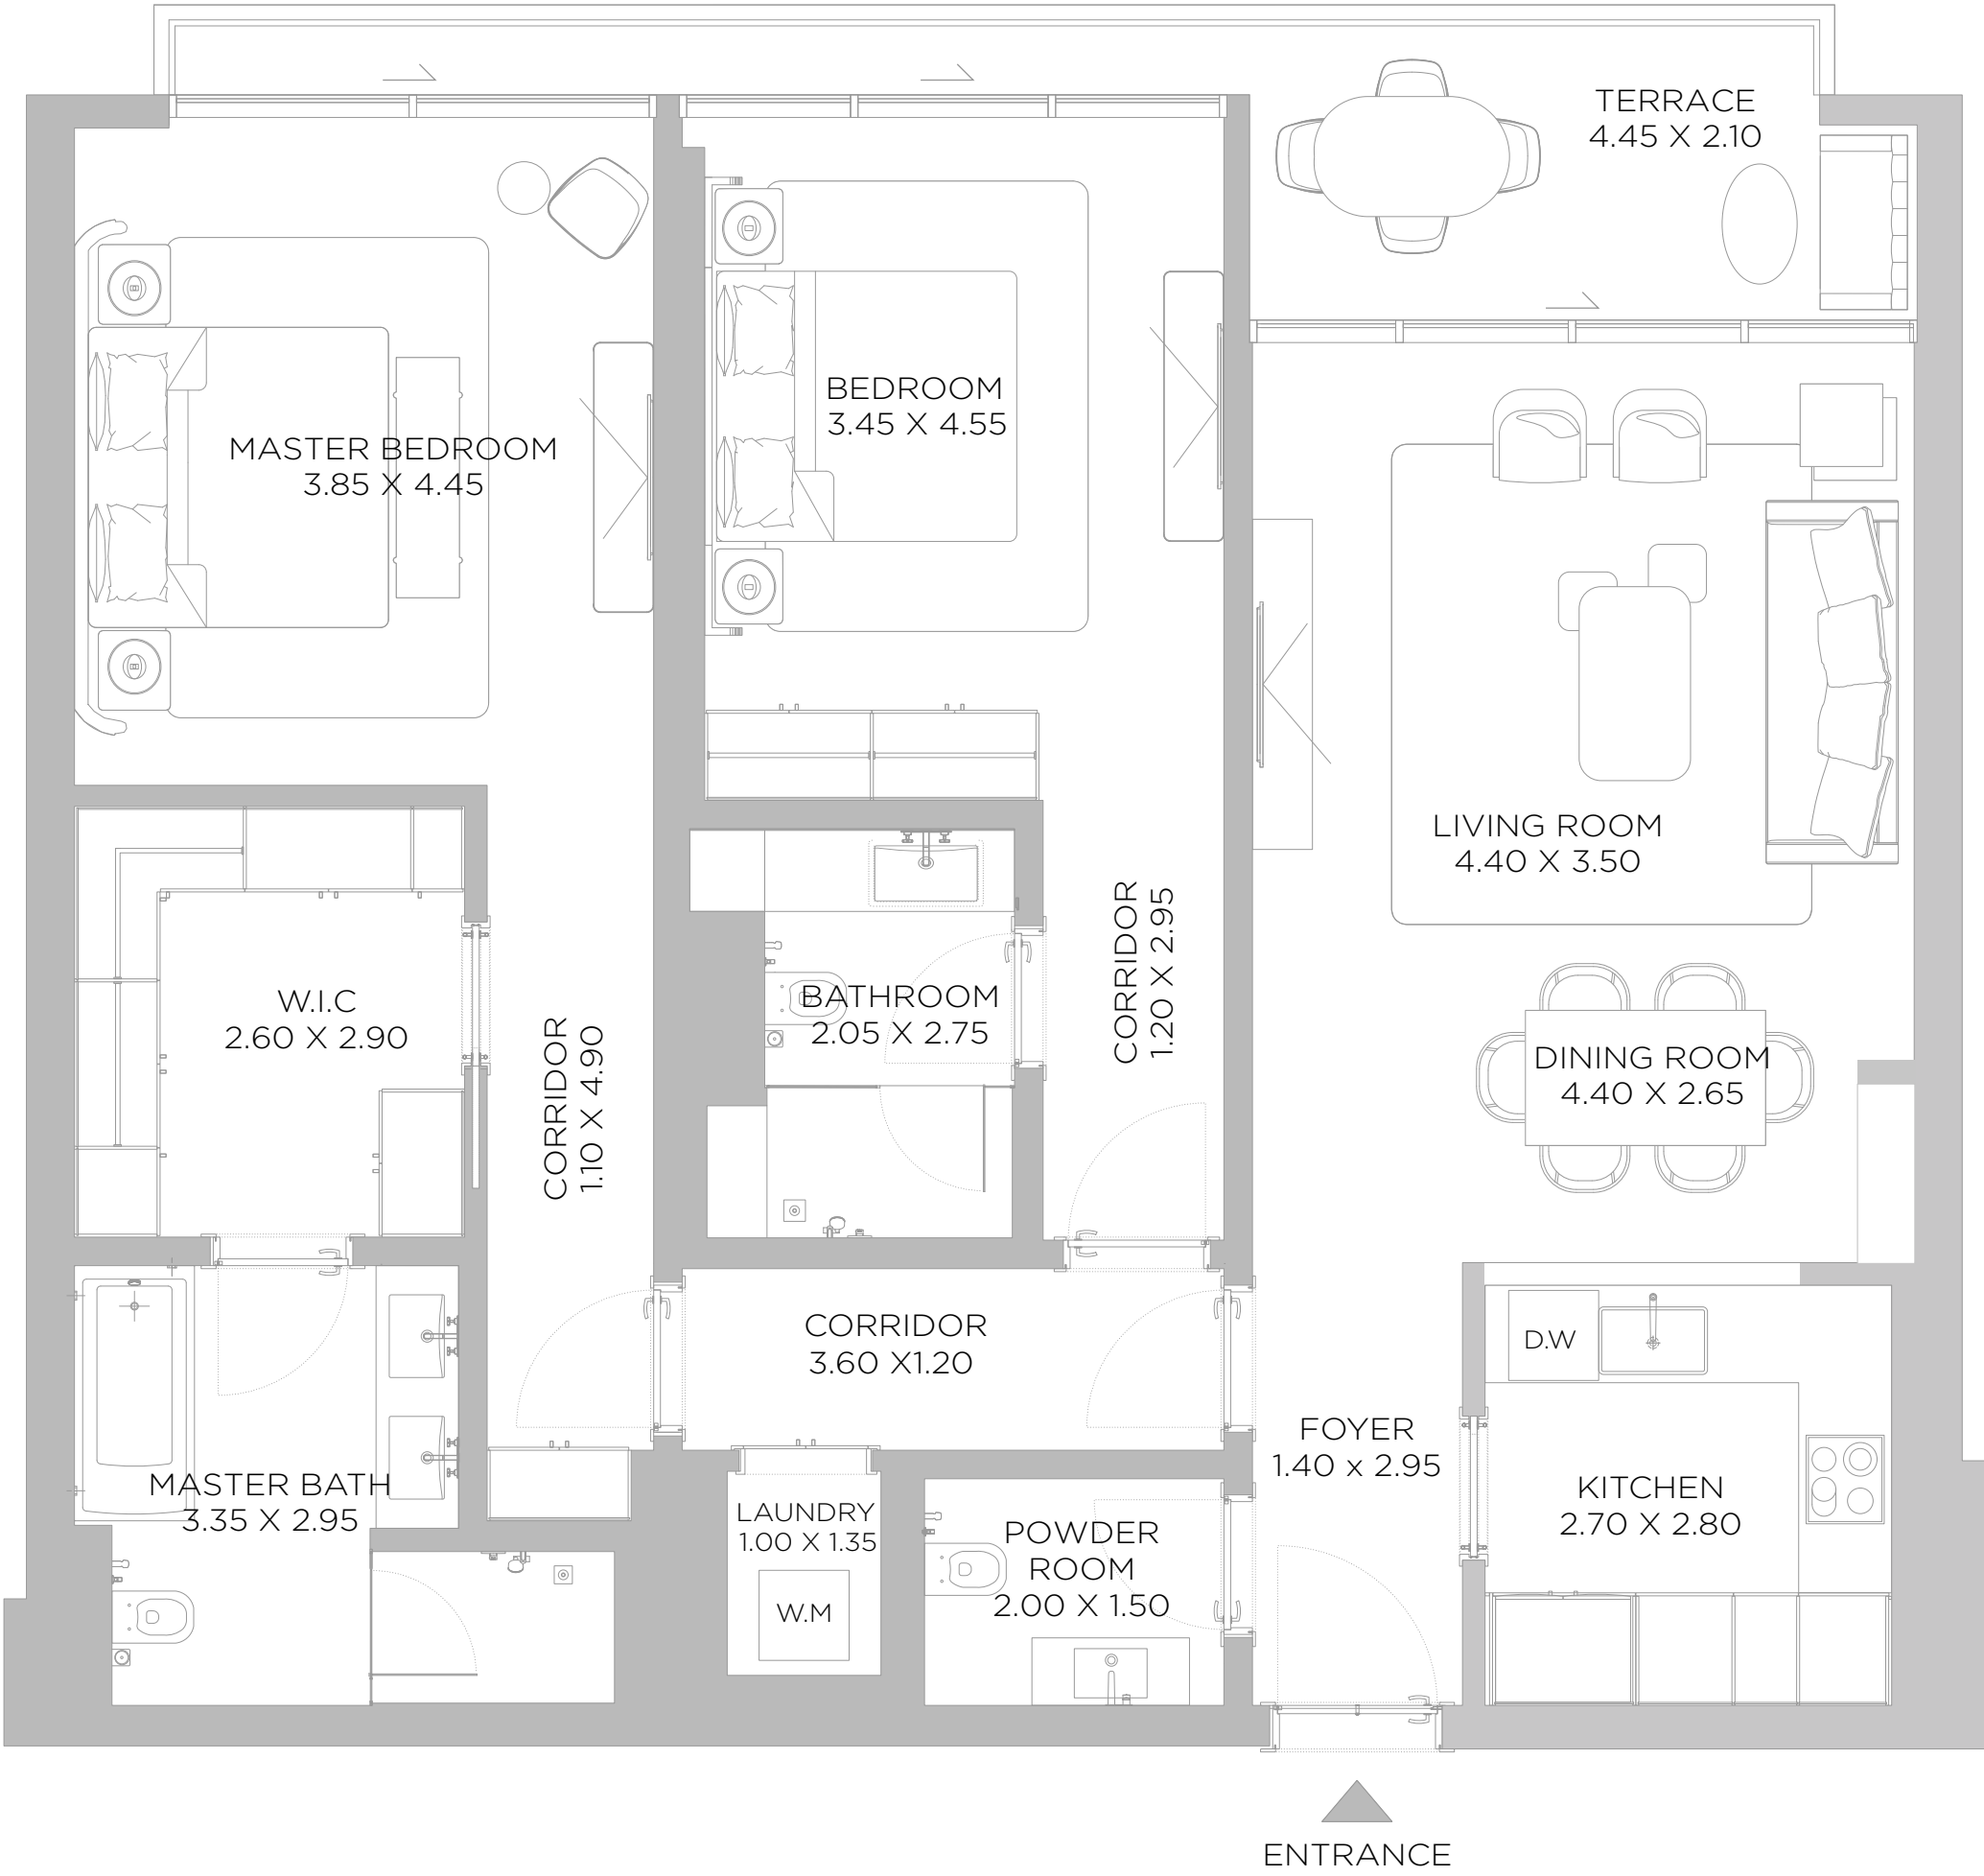 TERRACE
4.45 X 2.10
BEDROOM
3.45 X 4.55
MASTER BEDROOM
3.85 X 4.45
LIVING ROOM
4.40 X 3.50
CORRIDOR
1.20 X 2.95
W.I.C
2.60 X 2.90
BATHROOM
2.05 X 2.75
CORRIDOR
1.10 X 4.90
DINING ROOM
4.40 X 2.65
CORRIDOR
3.60 X1.20
D.W
FOYER
1.40 x 2.95
MASTER BATH
3.35 X 2.95
KITCHEN
2.70 X 2.80
LAUNDRY
1.00 X 1.35
W.M
POWDER
ROOM
2.00 X 1.50
ENTRANCE